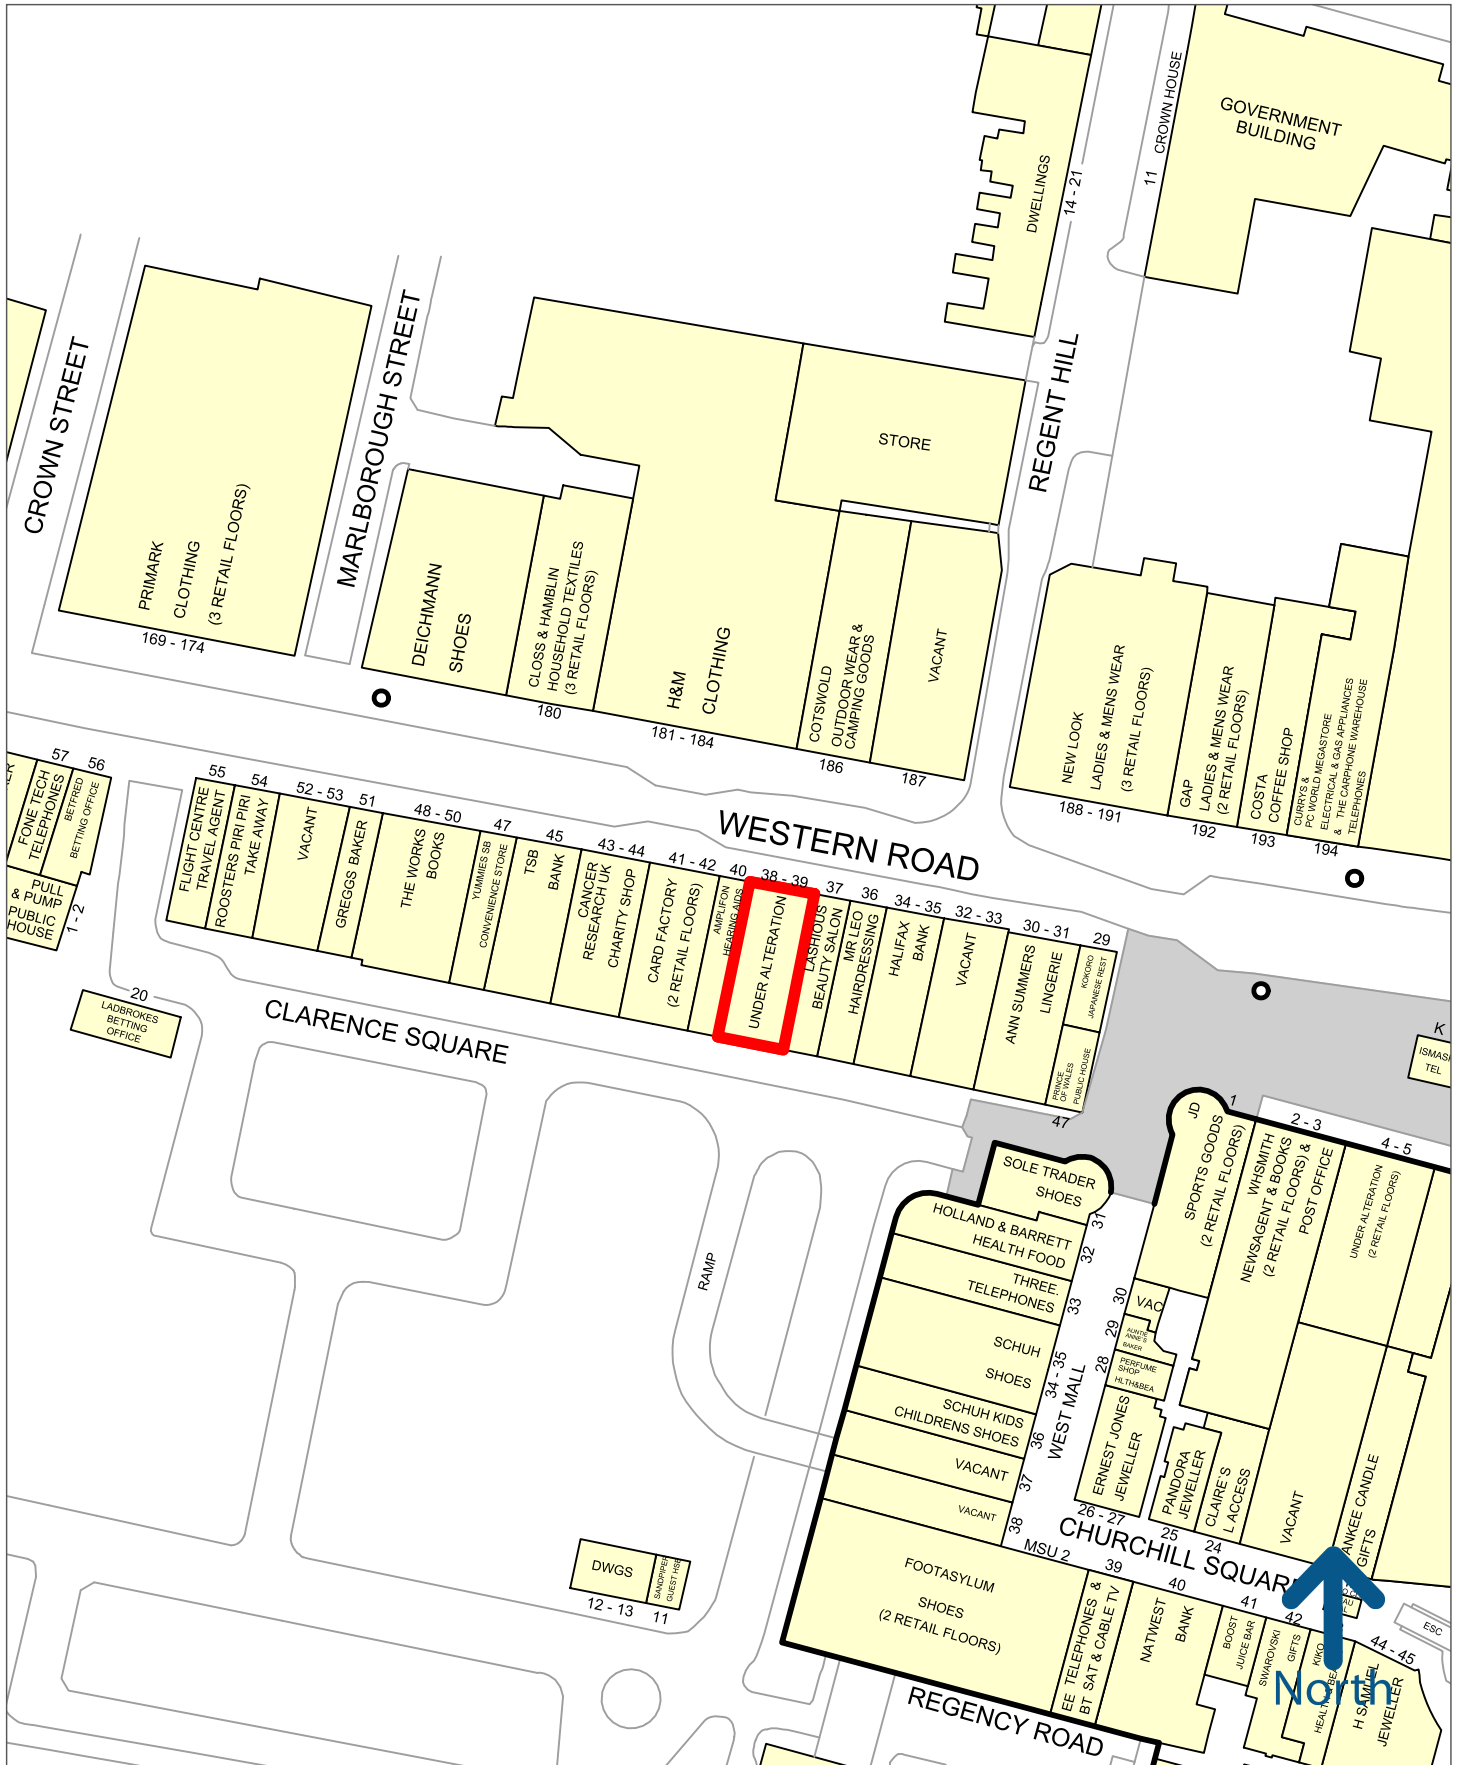 CROWN HOUSE
11
GOVERNMENT
BUILDING
DWELLINGS
14 - 21
REGENT HILL
CROWN STREET
MARLBOROUGH STREET
STORE
PRIMARK
CLOTHING
(3 RETAIL FLOORS)
169 - 174
DEICHMANN
SHOES
CLOSS & HAMBLIN
HOUSEHOLD TEXTILES
(3 RETAIL FLOORS)
180
H&M
CLOTHING
181 - 184
COTSWOLD
OUTDOOR WEAR &
CAMPING GOODS
186
VACANT
187
NEW LOOK
LADIES & MENS WEAR
(3 RETAIL FLOORS)
188 - 191
GAP
LADIES & MENS WEAR
(2 RETAIL FLOORS)
192
COSTA
COFFEE SHOP
193
CURRYS &
PC WORLD MEGASTORE
ELECTRICAL & GAS APPLIANCES
& THE CARPHONE WAREHOUSE
TELEPHONES
194
WESTERN ROAD
57
FONE TECH
TELEPHONES
56
BETFRED
BETTING OFFICE
PULL
& PUMP
PUBLIC
HOUSE
1 - 2
55
FLIGHT CENTRE
TRAVEL AGENT
54
ROOSTERS PIRI PIRI
TAKE AWAY
52 - 53
VACANT
51
GREGGS BAKER
48 - 50
THE WORKS
BOOKS
47
YUMMIES SB
CONVENIENCE STORE
45
TSB
BANK
43 - 44
CANCER
RESEARCH UK
CHARITY SHOP
41 - 42
CARD FACTORY
(2 RETAIL FLOORS)
40
AMPLIFON
HEARING AIDS
38 - 39
UNDER ALTERATION
37
LASHIOUS
BEAUTY SALON
36
MR LEO
HAIRDRESSING
34 - 35
HALIFAX
BANK
32 - 33
VACANT
30 - 31
ANN SUMMERS
LINGERIE
29
KOKORO
JAPANESE REST
PRINCE
OF WALES
PUBLIC HOUSE
47
20
LADBROKES
BETTING
OFFICE
CLARENCE SQUARE
K
TEL
RAMP
SOLE TRADER
SHOES
31
HOLLAND & BARRETT
HEALTH FOOD
32
THREE.
TELEPHONES
33
SCHUH
SHOES
34 - 35
SCHUH KIDS
CHILDRENS SHOES
36
VACANT
37
VACANT
38
WEST MALL
JD
SPORTS GOODS
(2 RETAIL FLOORS)
1
WHSMITH
NEWSAGENT & BOOKS
(2 RETAIL FLOORS) &
POST OFFICE
2 - 3
UNDER ALTERATION
(2 RETAIL FLOORS)
4 - 5
30
VAC
29
AUNTIE
ANNE'S
BAKER
28
PERFUME
SHOP
HLTH&BEA
ERNEST JONES
JEWELLER
26 - 27
PANDORA
JEWELLER
25
CLAIRE'S
L ACCESS
24
VACANT
ANKEE CANDLE
GIFTS
CHURCHILL SQUARE
FOOTASYLUM
SHOES
(2 RETAIL FLOORS)
MSU 2
39
EE TELEPHONES &
BT SAT & CABLE TV
40
NATWEST
BANK
41
BOOST
JUICE BAR
42
SWAROVSKI
GIFTS
KIKO
44 - 45
H SAMUEL
JEWELLER
ESC
DWGS
12 - 13
SANDPIPER
GUEST HSE
11
REGENCY ROAD
North